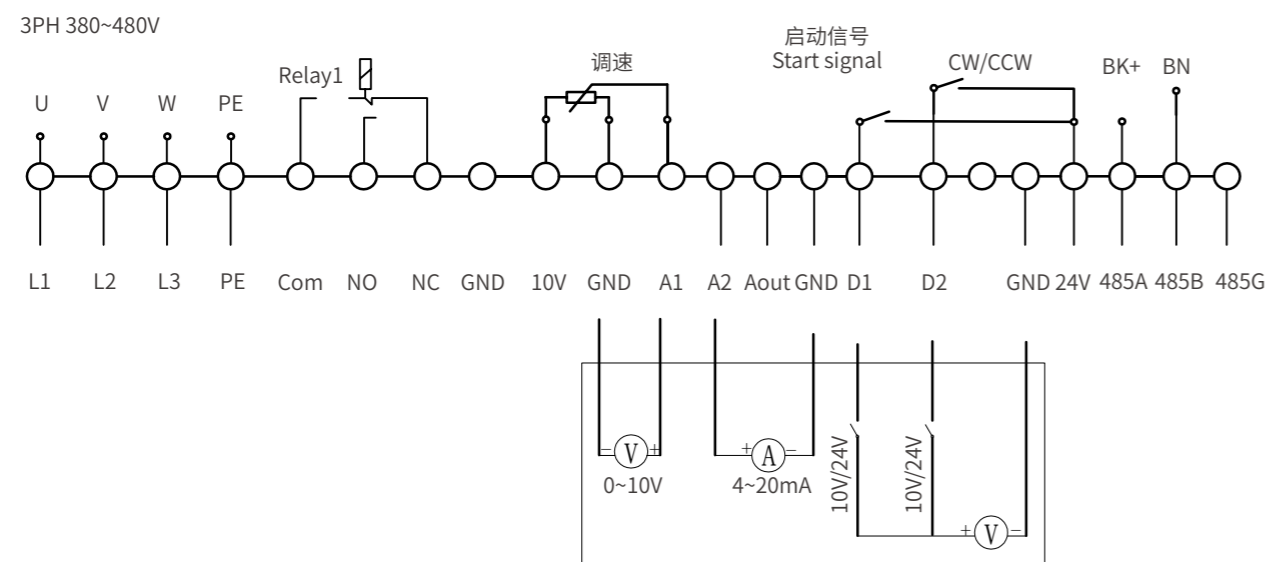 3PH 380~480V
启动信号
Start signal
调速
CW/CCW
Relay1
BK+ BN
U V W PE
L1 L2 L3 PE Com NO NC GND 10V GND A1 A2 Aout GND D1 D2 GND 24V 485A 485B 485G
- V +
+ A -
0~10V
4~20mA
10V/24V
10V/24V
+ V -